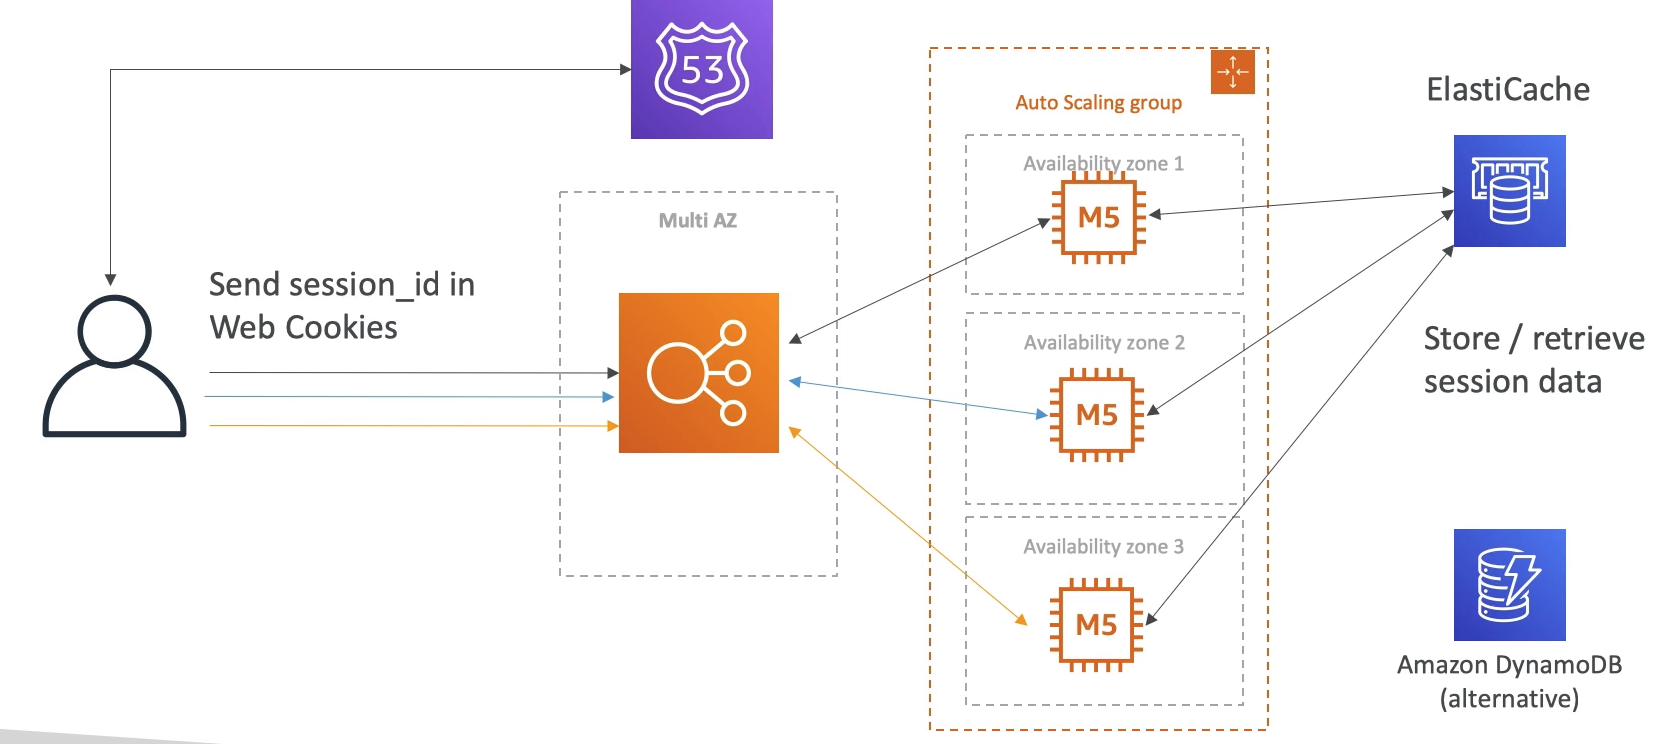 53
ElastiCache
Auto Scaling group
Availability zone 1
M5
Multi AZ
Send session_id in
Web Cookies
Availability zone 2
M5
Store / retrieve
session data
Availability zone 3
M5
Amazon DynamoDB
(alternative)